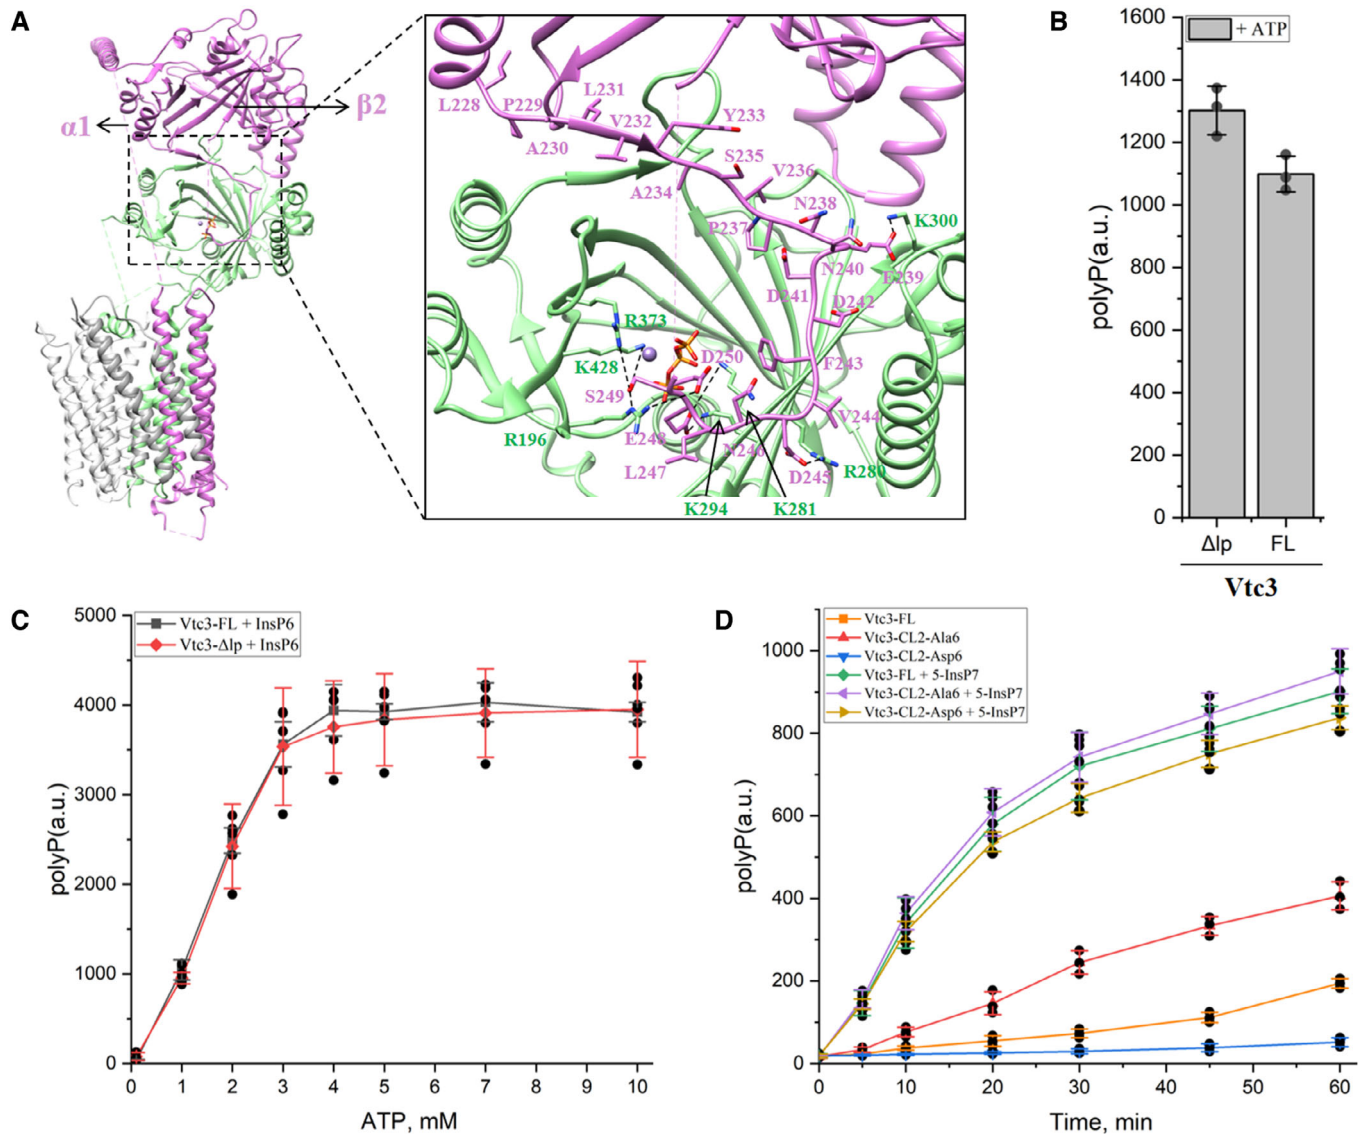 A
α1
β2
L228
P229
L231
V232
A230
Y233
S235
A234
V236
P237
N238
K300
N240
E239
D241
D242
R373
D250
K428
S249
F243
R196
E248
V244
N246
L247
D245
R280
K294
K281
B
+ ATP
1600
1400
1200
1000
800
600
400
200
0
polyP(a.u.)
Δlp
FL
Vtc3
C
Vtc3-FL + InsP6
Vtc3-Δlp + InsP6
5000
4000
3000
2000
1000
0
polyP(a.u.)
0 1 2 3 4 5 6 7 8 9 10
ATP, mM
D
Vtc3-FL
Vtc3-CL2-Ala6
Vtc3-CL2-Asp6
Vtc3-FL + 5-InsP7
Vtc3-CL2-Ala6 + 5-InsP7
Vtc3-CL2-Asp6 + 5-InsP7
1000
800
600
400
200
0
polyP(a.u.)
0 10 20 30 40 50 60
Time, min